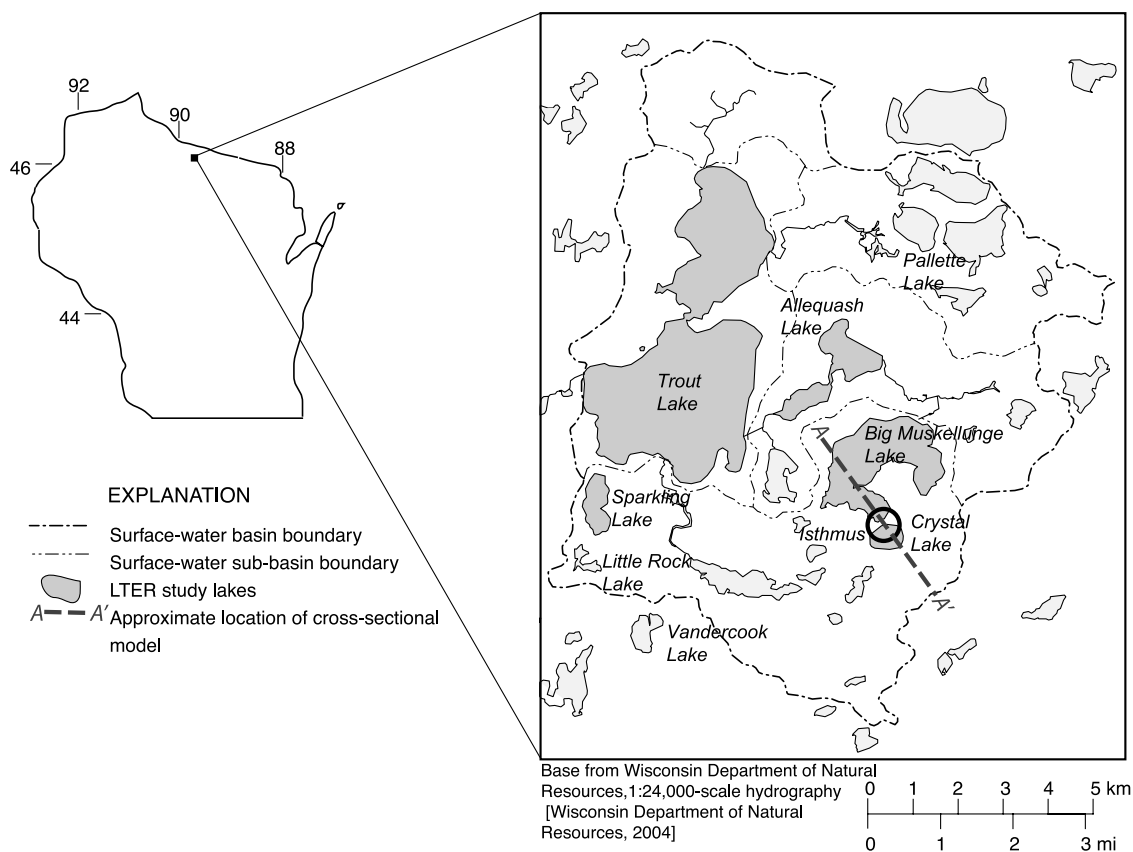 92
90
88
46
44
Pallette
Lake
Allequash
Lake
Trout
Lake
A
Big Muskellunge
Lake
Sparkling
Lake
Crystal
Lake
Isthmus
Little Rock
Lake
A'
Vandercook
Lake
EXPLANATION
Surface-water basin boundary
Surface-water sub-basin boundary
LTER study lakes
A A' Approximate location of cross-sectional
model
Base from Wisconsin Department of Natural
Resources,1:24,000-scale hydrography
[Wisconsin Department of Natural
Resources, 2004]
0 1 2 3 4 5 km
0 1 2 3 mi